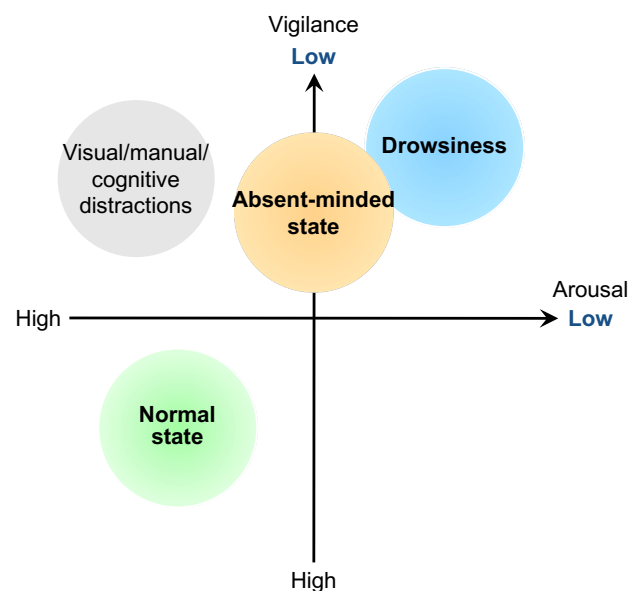 Vigilance
Low
Visual/manual/
cognitive
distractions
Drowsiness
Absent-minded
state
High
Arousal
Low
Normal
state
High